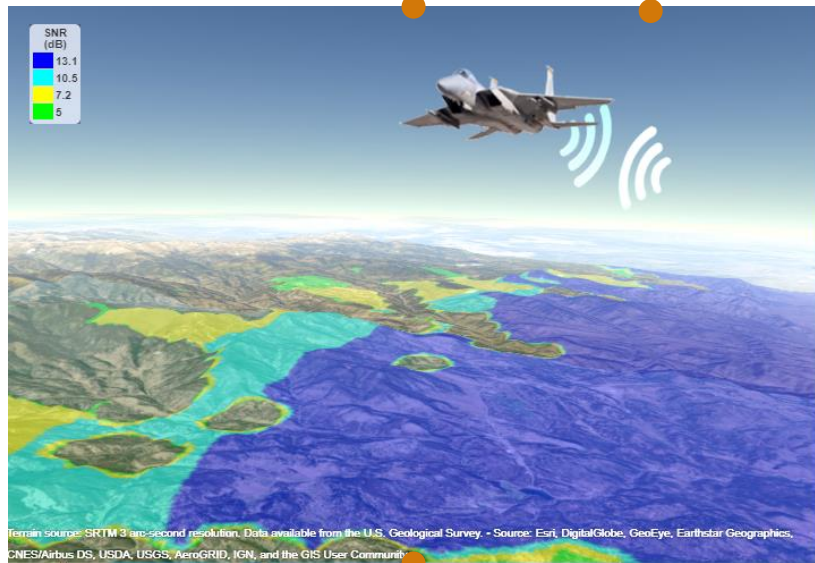 SNR
(dB)
13.1
10.5
7.2
5
Terrain source: SRTM 3 arc-second resolution. Data available from the U.S. Geological Survey. - Source: Esri, DigitalGlobe, GeoEye, Earthstar Geographics,
CNES/Airbus DS, USDA, USGS, AeroGRID, IGN, and the GIS User Community